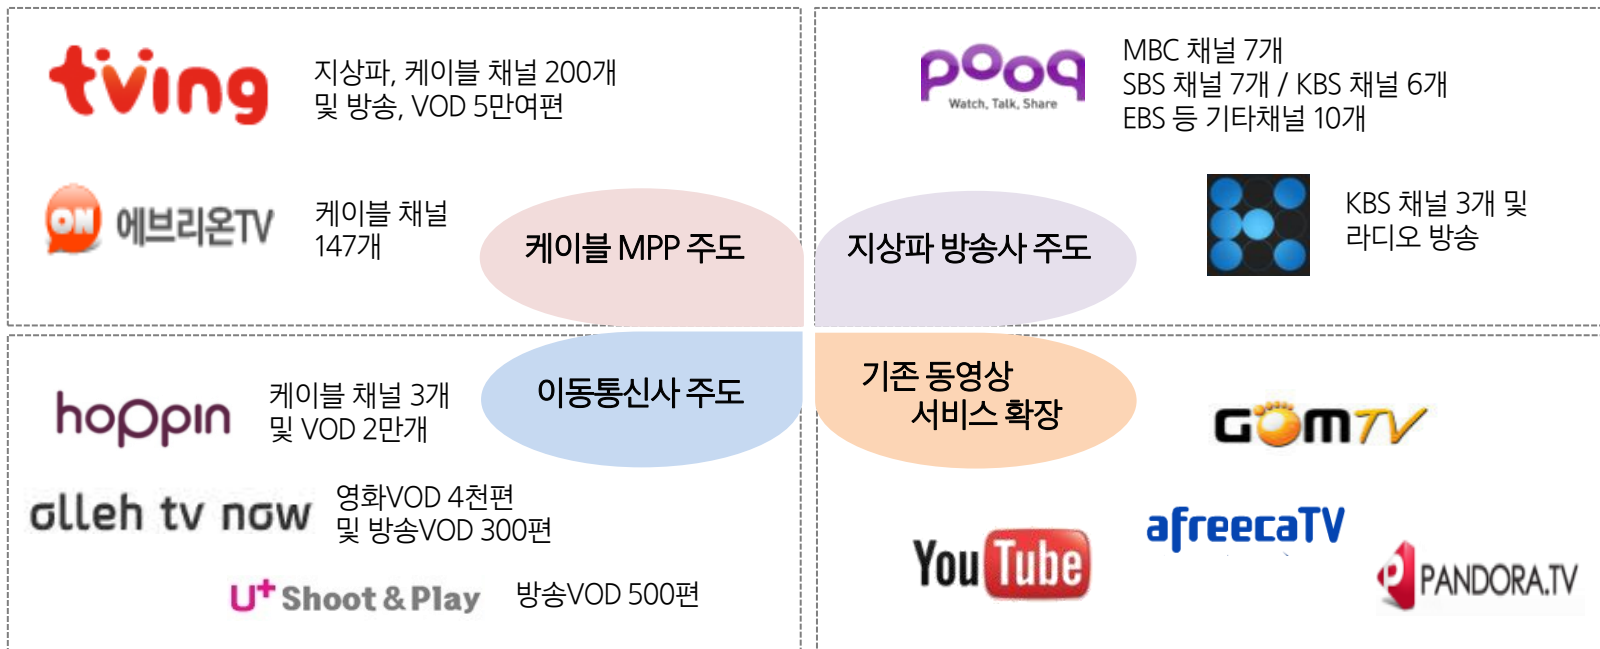 tving
지상파, 케이블 채널 200개
및 방송, VOD 5만여편
ON 에브리온TV
케이블 채널
147개
케이블 MPP 주도
pooq
Watch, Talk, Share
MBC 채널 7개
SBS 채널 7개 / KBS 채널 6개
EBS 등 기타채널 10개
KBS 채널 3개 및
라디오 방송
지상파 방송사 주도
hoppin
케이블 채널 3개
및 VOD 2만개
이동통신사 주도
olleh tv now
영화VOD 4천편
및 방송VOD 300편
U+ Shoot & Play
방송VOD 500편
기존 동영상
서비스 확장
GOMTV
afreecaTV
YouTube
PANDORA.TV